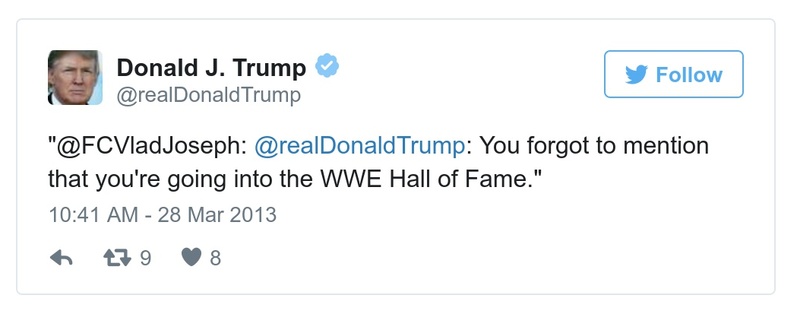 Donald J. Trump
@realDonaldTrump
Follow
"@FCVladJoseph: @realDonaldTrump: You forgot to mention
that you're going into the WWE Hall of Fame."
10:41 AM - 28 Mar 2013
9 8